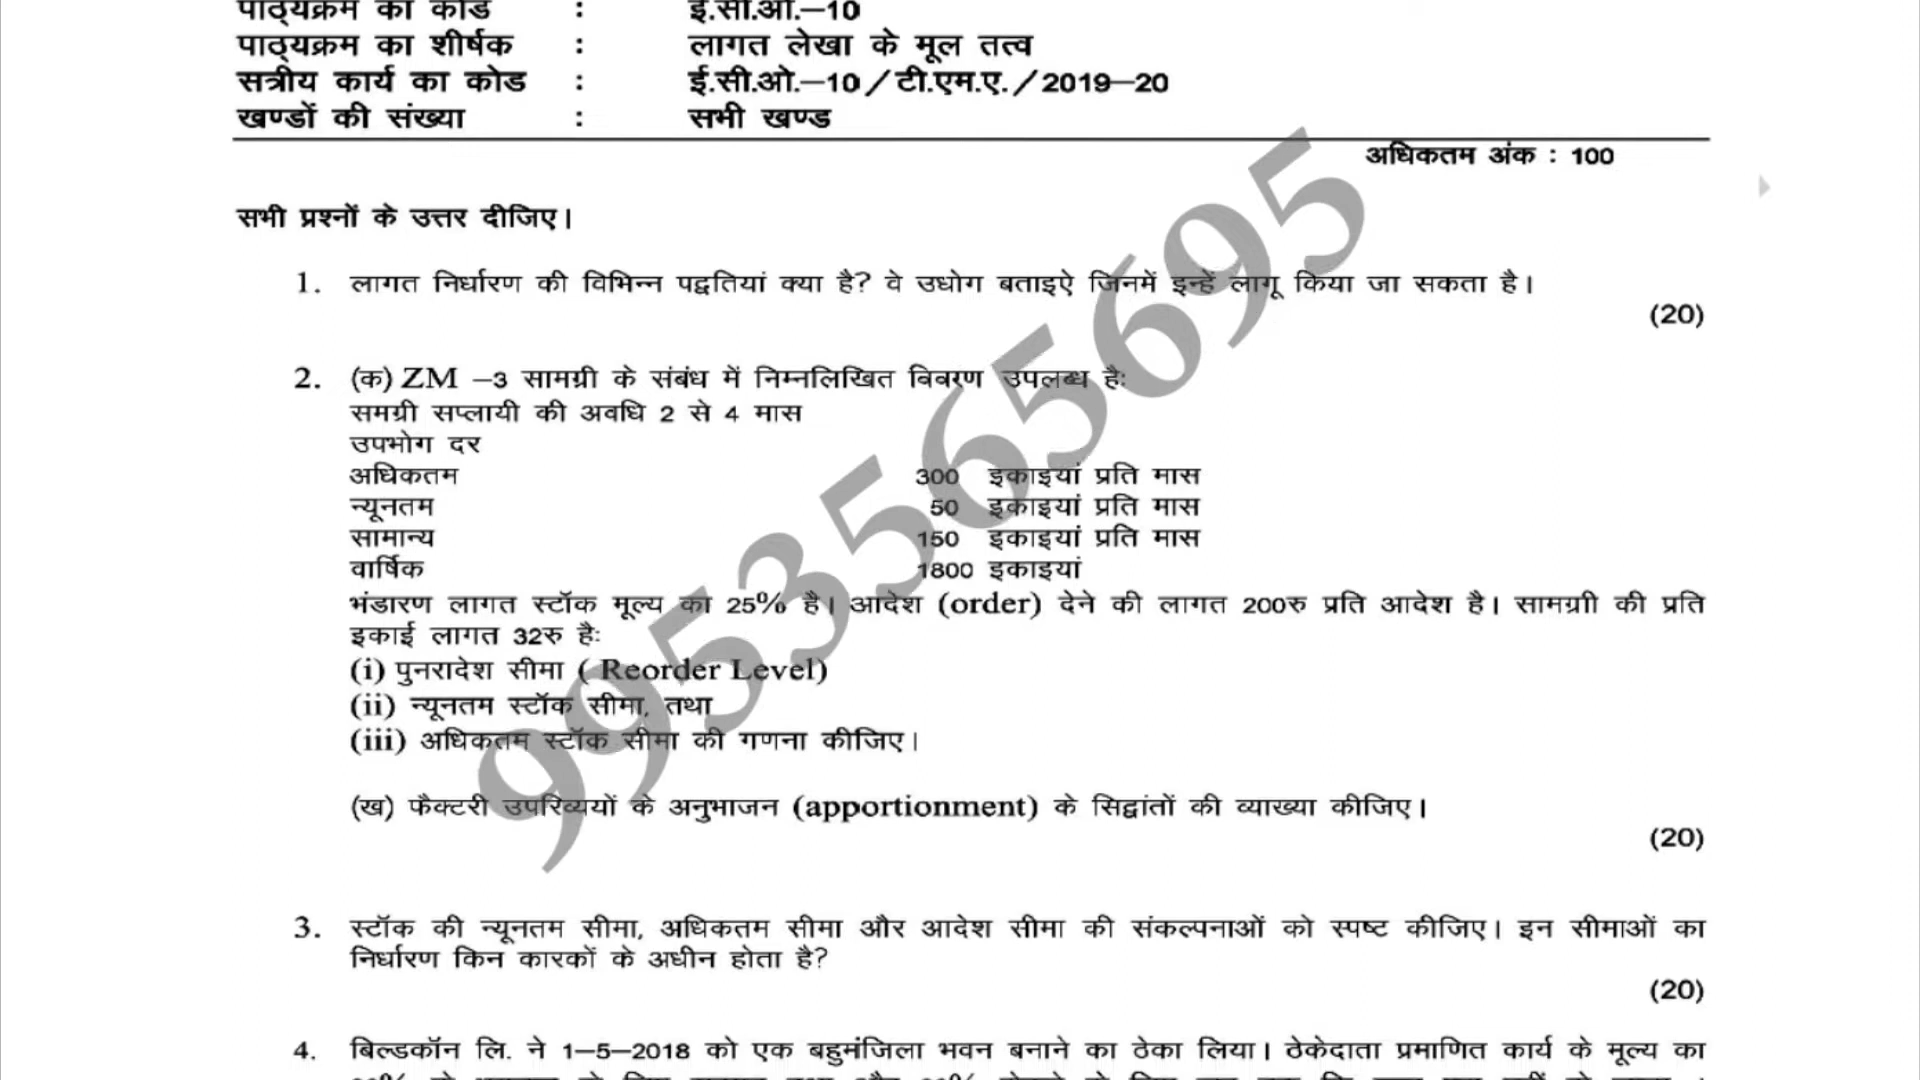 पाठ्यक्रम का कोड : ई.सी.ओ.–10
पाठ्यक्रम का शीर्षक : लागत लेखा के मूल तत्व
सत्रीय कार्य का कोड : ई.सी.ओ.–10/टी.एम.ए./2019–20
खण्डों की संख्या : सभी खण्ड
अधिकतम अंक : 100
सभी प्रश्नों के उत्तर दीजिए।
1. लागत निर्धारण की विभिन्न पद्वतियां क्या है? वे उधोग बताइऐ जिनमें इन्हें लागू किया जा सकता है।
(20)
2. (क) ZM –3 सामग्री के संबंध में निम्नलिखित विवरण उपलब्ध है:
समग्री सप्लायी की अवधि 2 से 4 मास
उपभोग दर
अधिकतम 300 इकाइयां प्रति मास
न्यूनतम 50 इकाइयां प्रति मास
सामान्य 150 इकाइयां प्रति मास
वार्षिक 1800 इकाइयां
भंडारण लागत स्टॉक मूल्य का 25% है। आदेश (order) देने की लागत 200रु प्रति आदेश है। सामग्राी की प्रति
इकाई लागत 32रु है:
(i) पुनरादेश सीमा ( Reorder Level)
(ii) न्यूनतम स्टॉक सीमा, तथा
(iii) अधिकतम स्टॉक सीमा की गणना कीजिए।
(ख) फैक्टरी उपरिव्ययों के अनुभाजन (apportionment) के सिद्वांतों की व्याख्या कीजिए।
(20)
3. स्टॉक की न्यूनतम सीमा, अधिकतम सीमा और आदेश सीमा की संकल्पनाओं को स्पष्ट कीजिए। इन सीमाओं का
निर्धारण किन कारकों के अधीन होता है?
(20)
4. बिल्डकॉन लि. ने 1–5–2018 को एक बहुमंजिला भवन बनाने का ठेका लिया। ठेकेदाता प्रमाणित कार्य के मूल्य का
9953565695